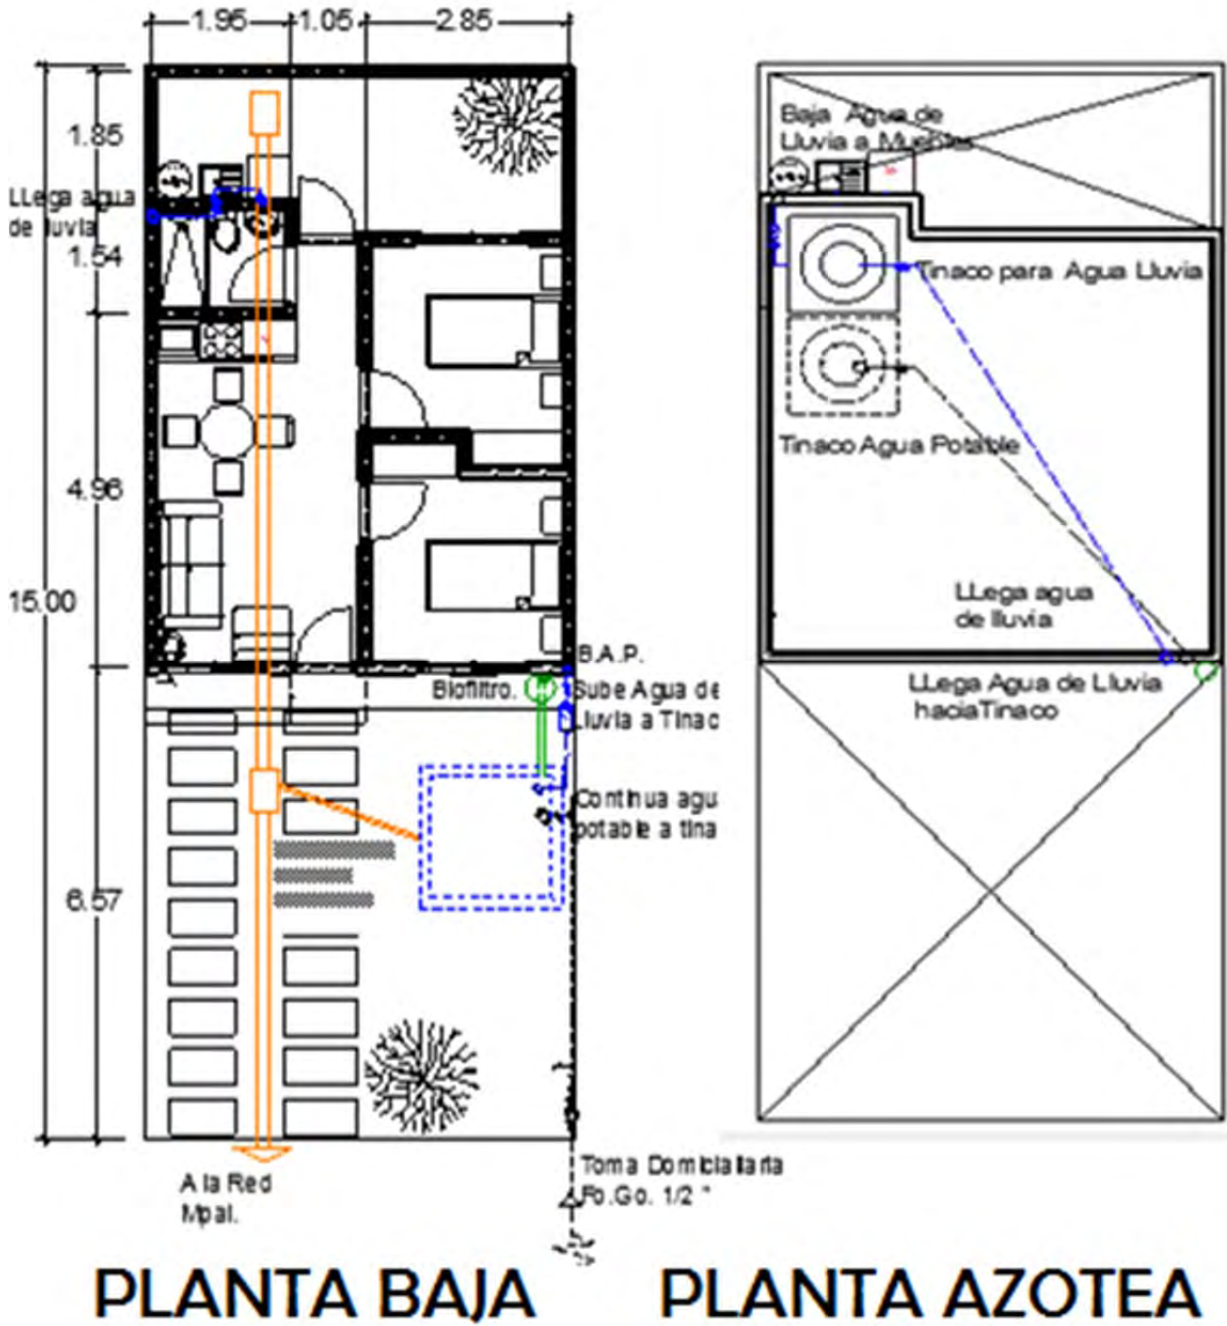 1.95 1.05 2.85
1.85
LLega agua
de lluvia
1.54
4.96
15.00
6.57
B.A.P.
Biofiltro.
Sube Agua de
Lluvia a Tinac
Continua agu
potable a tina
A la Red
Mpal.
Toma Domicialiaria
Fo.Go. 1/2 "
PLANTA BAJA
Baja Agua de
Lluvia a Muebles
Tinaco para Agua Lluvia
Tinaco Agua Potable
LLega agua
de lluvia
LLega Agua de Lluvia
haciaTinaco
PLANTA AZOTEA